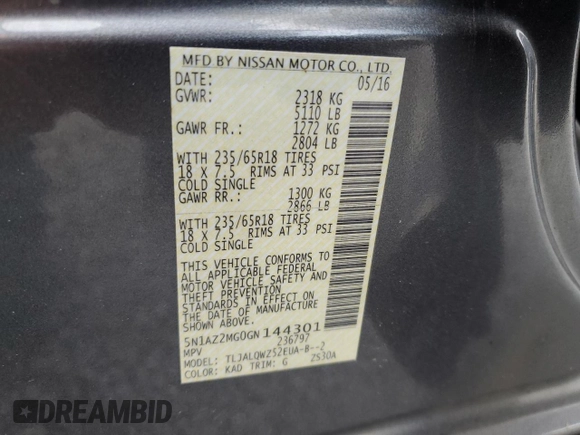 MFD BY NISSAN MOTOR CO., LTD.
DATE: 05/16
GVWR: 2318 KG
5110 LB
GAWR FR.: 1272 KG
2804 LB
WITH 235/65R18 TIRES
18 X 7.5 RIMS AT 33 PSI
COLD SINGLE
GAWR RR.: 1300 KG
2866 LB
WITH 235/65R18 TIRES
18 X 7.5 RIMS AT 33 PSI
COLD SINGLE
THIS VEHICLE CONFORMS TO
ALL APPLICABLE FEDERAL
MOTOR VEHICLE SAFETY AND
THEFT PREVENTION
STANDARDS IN EFFECT ON
THE DATE OF MANUFACTURE
SHOWN ABOVE.
5N1AZ2MG0GN144301
MPV 236797
MODEL: TLJALQWZ52EUA-B--2
COLOR: KAD TRIM: G ZS30A
DREAMBID